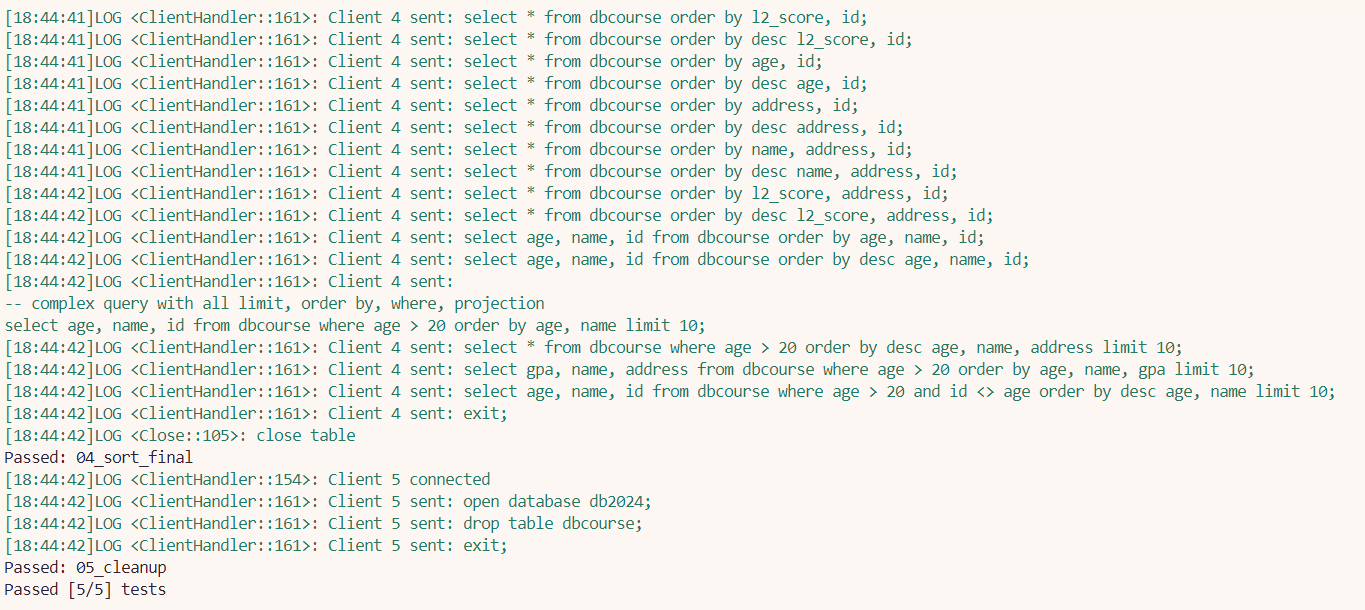 [18:44:41]LOG <ClientHandler::161>: Client 4 sent: select * from dbcourse order by l2_score, id;
[18:44:41]LOG <ClientHandler::161>: Client 4 sent: select * from dbcourse order by desc l2_score, id;
[18:44:41]LOG <ClientHandler::161>: Client 4 sent: select * from dbcourse order by age, id;
[18:44:41]LOG <ClientHandler::161>: Client 4 sent: select * from dbcourse order by desc age, id;
[18:44:41]LOG <ClientHandler::161>: Client 4 sent: select * from dbcourse order by address, id;
[18:44:41]LOG <ClientHandler::161>: Client 4 sent: select * from dbcourse order by desc address, id;
[18:44:41]LOG <ClientHandler::161>: Client 4 sent: select * from dbcourse order by name, address, id;
[18:44:41]LOG <ClientHandler::161>: Client 4 sent: select * from dbcourse order by desc name, address, id;
[18:44:42]LOG <ClientHandler::161>: Client 4 sent: select * from dbcourse order by l2_score, address, id;
[18:44:42]LOG <ClientHandler::161>: Client 4 sent: select * from dbcourse order by desc l2_score, address, id;
[18:44:42]LOG <ClientHandler::161>: Client 4 sent: select age, name, id from dbcourse order by age, name, id;
[18:44:42]LOG <ClientHandler::161>: Client 4 sent: select age, name, id from dbcourse order by desc age, name, id;
[18:44:42]LOG <ClientHandler::161>: Client 4 sent:
-- complex query with all limit, order by, where, projection
select age, name, id from dbcourse where age > 20 order by age, name limit 10;
[18:44:42]LOG <ClientHandler::161>: Client 4 sent: select * from dbcourse where age > 20 order by desc age, name, address limit 10;
[18:44:42]LOG <ClientHandler::161>: Client 4 sent: select gpa, name, address from dbcourse where age > 20 order by age, name, gpa limit 10;
[18:44:42]LOG <ClientHandler::161>: Client 4 sent: select age, name, id from dbcourse where age > 20 and id <> age order by desc age, name limit 10;
[18:44:42]LOG <ClientHandler::161>: Client 4 sent: exit;
[18:44:42]LOG <Close::105>: close table
Passed: 04_sort_final
[18:44:42]LOG <ClientHandler::154>: Client 5 connected
[18:44:42]LOG <ClientHandler::161>: Client 5 sent: open database db2024;
[18:44:42]LOG <ClientHandler::161>: Client 5 sent: drop table dbcourse;
[18:44:42]LOG <ClientHandler::161>: Client 5 sent: exit;
Passed: 05_cleanup
Passed [5/5] tests